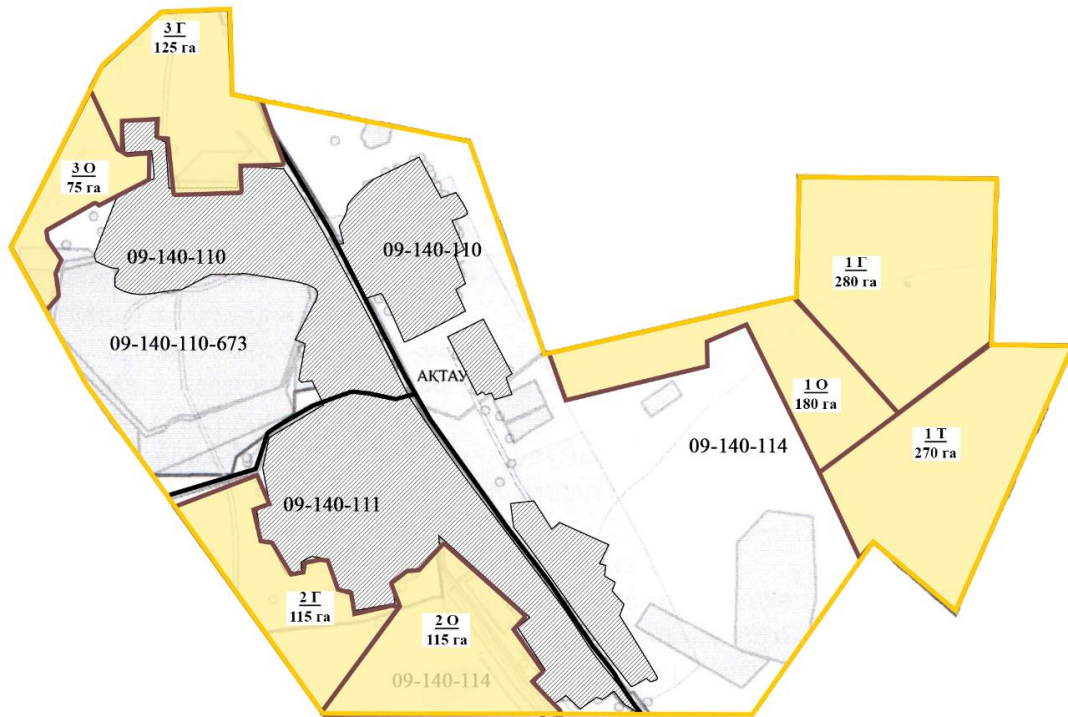 3 Г
125 га
3 О
75 га
09-140-110
09-140-110
1 Г
280 га
09-140-110-673
АҚТАУ
1 О
180 га
09-140-114
1 Т
270 га
09-140-111
2 Г
115 га
2 О
115 га
09-140-114